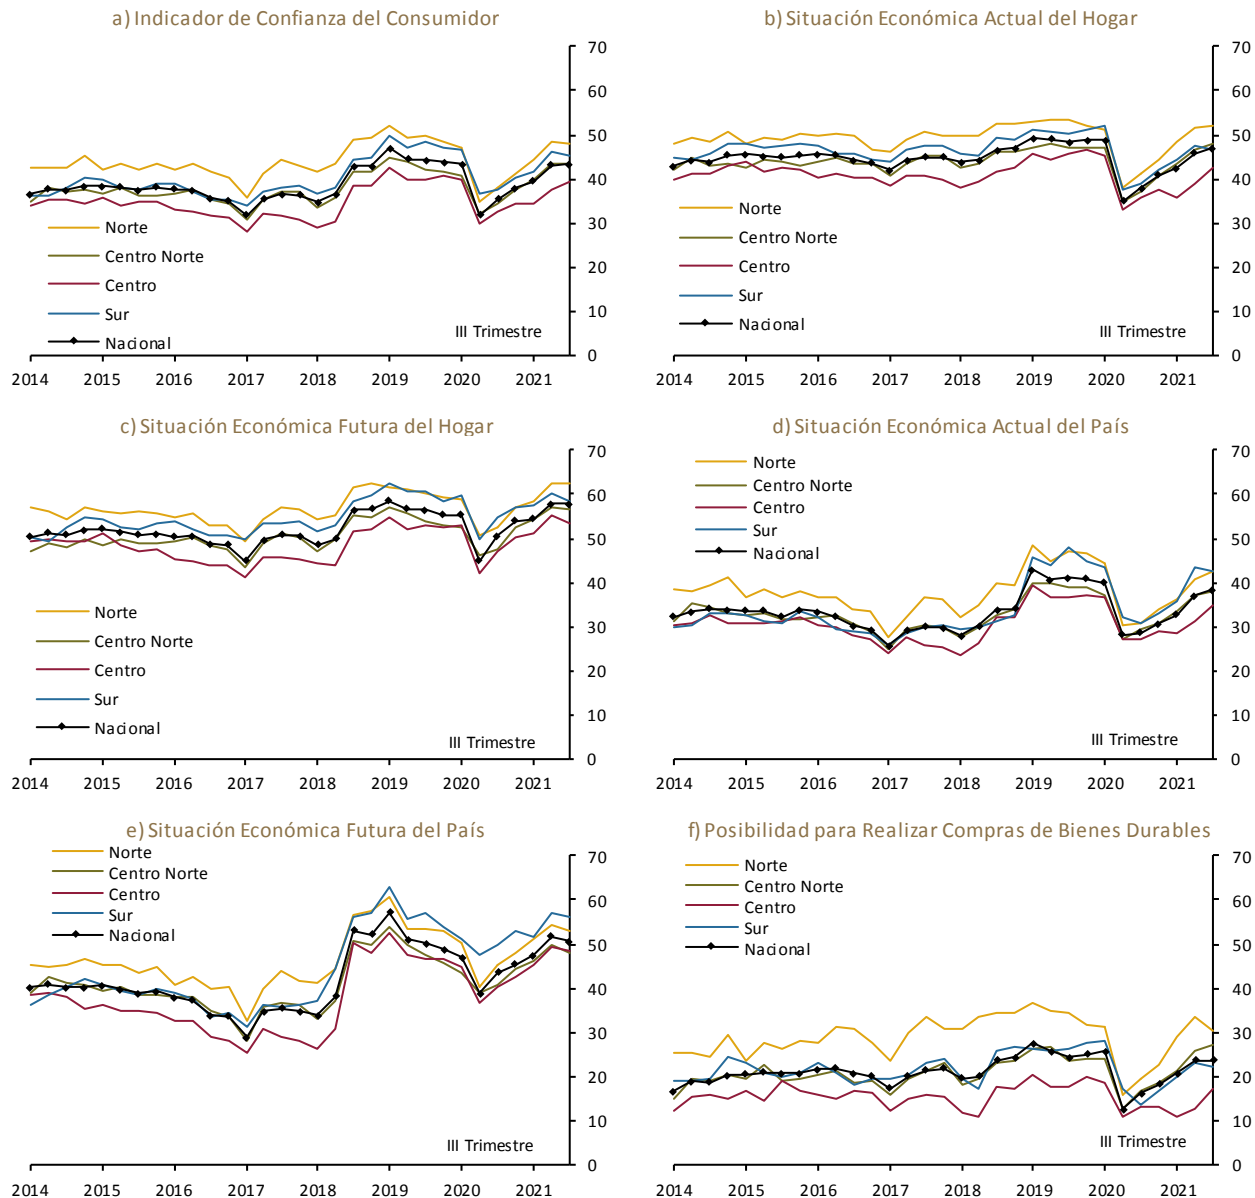 a) Indicador de Confianza del Consumidor
70
60
50
40
30
20
10
0
Norte
Centro Norte
Centro
Sur
Nacional
III Trimestre
2014 2015 2016 2017 2018 2019 2020 2021
b) Situación Económica Actual del Hogar
70
60
50
40
30
20
10
0
Norte
Centro Norte
Centro
Sur
Nacional
III Trimestre
2014 2015 2016 2017 2018 2019 2020 2021
c) Situación Económica Futura del Hogar
70
60
50
40
30
20
10
0
Norte
Centro Norte
Centro
Sur
Nacional
III Trimestre
2014 2015 2016 2017 2018 2019 2020 2021
d) Situación Económica Actual del País
Norte
Centro Norte
Centro
Sur
Nacional
70
60
50
40
30
20
10
0
III Trimestre
2014 2015 2016 2017 2018 2019 2020 2021
e) Situación Económica Futura del País
Norte
Centro Norte
Centro
Sur
Nacional
70
60
50
40
30
20
10
0
III Trimestre
2014 2015 2016 2017 2018 2019 2020 2021
f) Posibilidad para Realizar Compras de Bienes Durables
Norte
Centro Norte
Centro
Sur
Nacional
70
60
50
40
30
20
10
0
III Trimestre
2014 2015 2016 2017 2018 2019 2020 2021